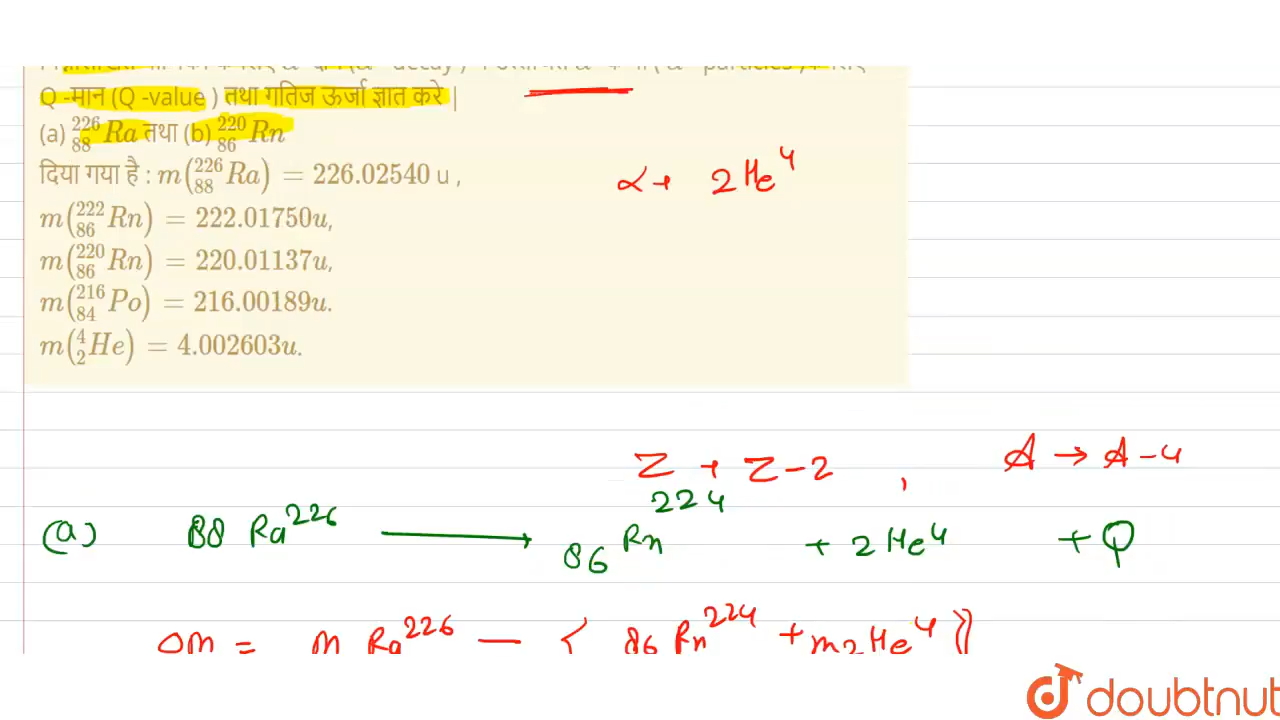 Q -मान (Q -value ) तथा गतिज ऊर्जा ज्ञात करे |
(a) ²²⁶₈₈Ra तथा (b) ²²⁰₈₆Rn
दिया गया है : m(²²⁶₈₈Ra) = 226.02540 u ,
m(²²²₈₆Rn) = 222.01750u,
m(²²⁰₈₆Rn) = 220.01137u,
m(²¹⁶₈₄Po) = 216.00189u.
m(⁴₂He) = 4.002603u.
α → 2He⁴
Z → Z-2 , A → A-4
(a) 88 Ra²²⁶ → 86 Rn²²⁴ + 2He⁴ + Q
Δm = m Ra²²⁶ - { 86 Rn²²⁴ + m 2He⁴ }
doubtnut